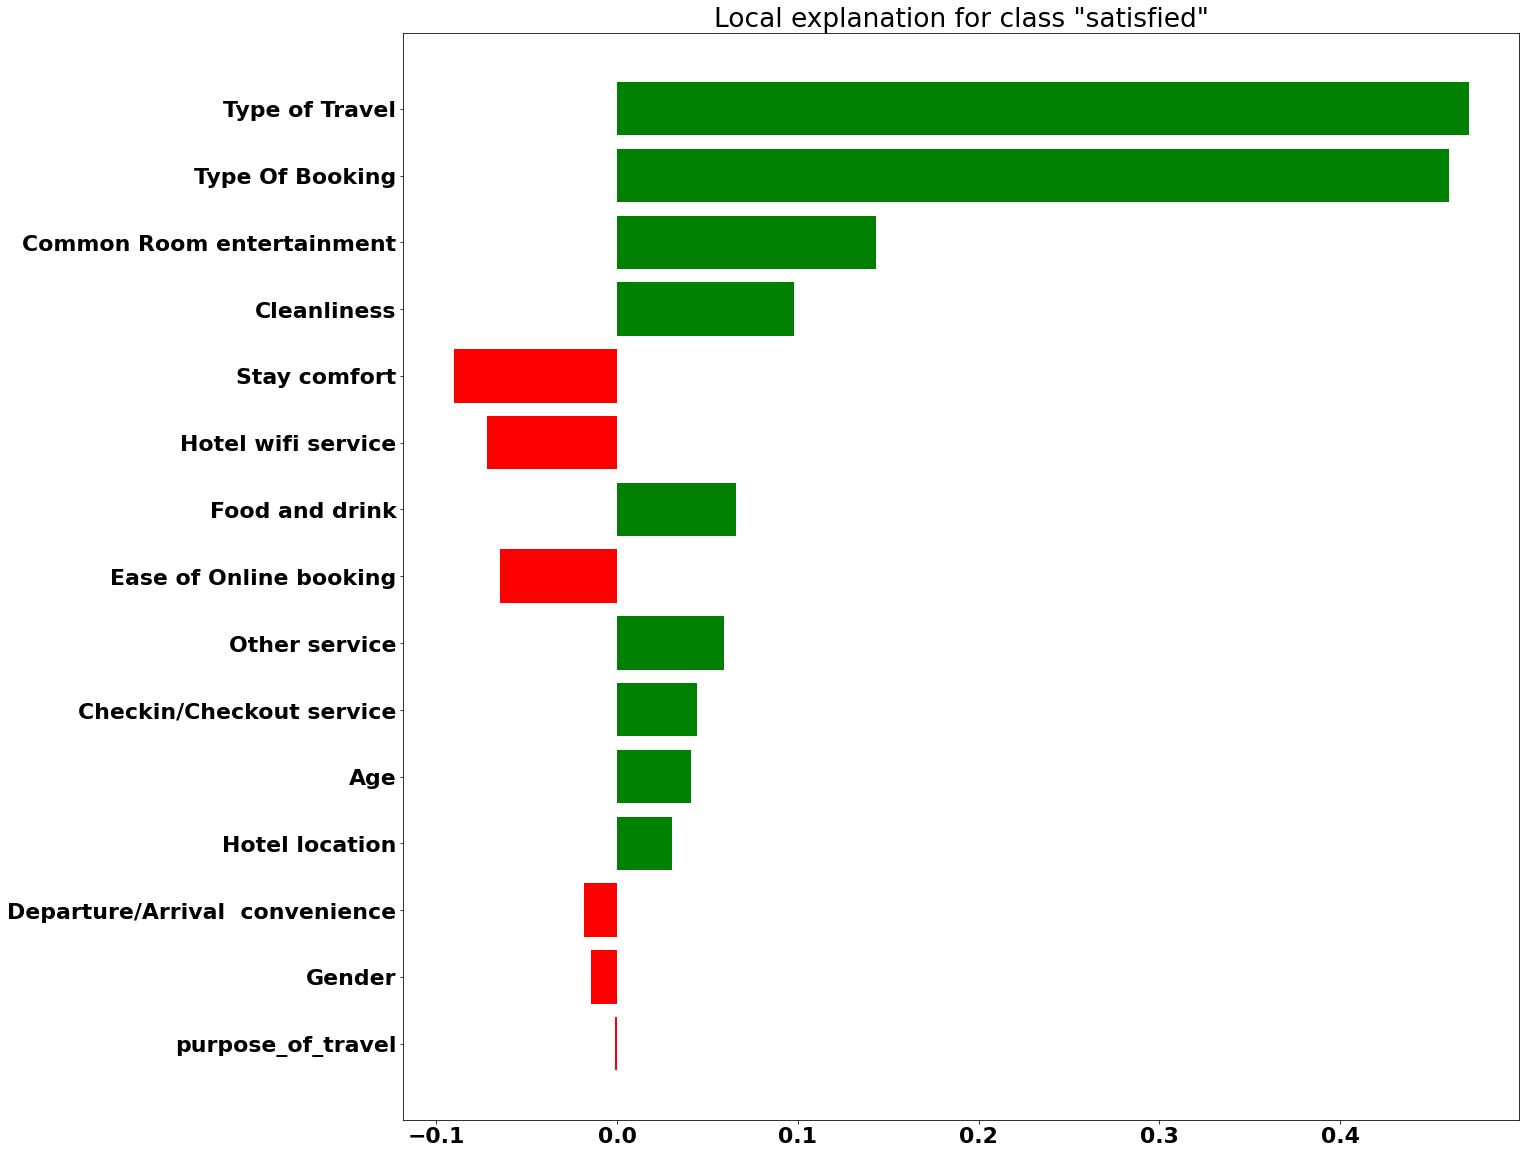 Local explanation for class "satisfied"
Type of Travel
Type Of Booking
Common Room entertainment
Cleanliness
Stay comfort
Hotel wifi service
Food and drink
Ease of Online booking
Other service
Checkin/Checkout service
Age
Hotel location
Departure/Arrival  convenience
Gender
purpose_of_travel
−0.1 0.0 0.1 0.2 0.3 0.4